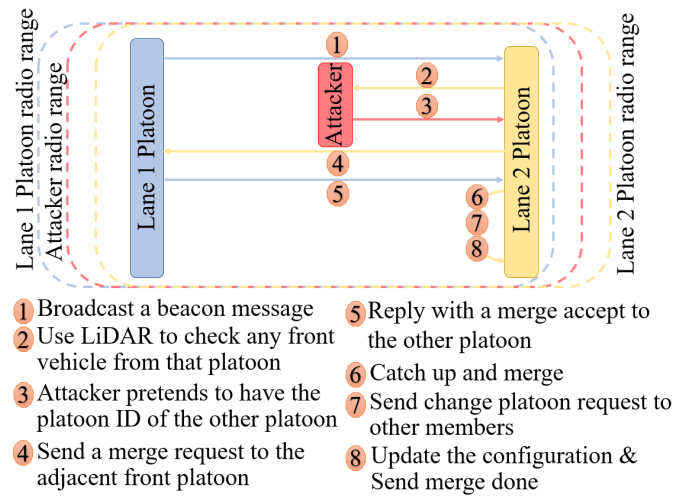 Lane 1 Platoon radio range
Attacker radio range
Lane 1 Platoon
Attacker
Lane 2 Platoon
Lane 2 Platoon radio range
1
2
3
4
5
6
7
8
1 Broadcast a beacon message
2 Use LiDAR to check any front
vehicle from that platoon
3 Attacker pretends to have the
platoon ID of the other platoon
4 Send a merge request to the
adjacent front platoon
5 Reply with a merge accept to
the other platoon
6 Catch up and merge
7 Send change platoon request to
other members
8 Update the configuration &
Send merge done